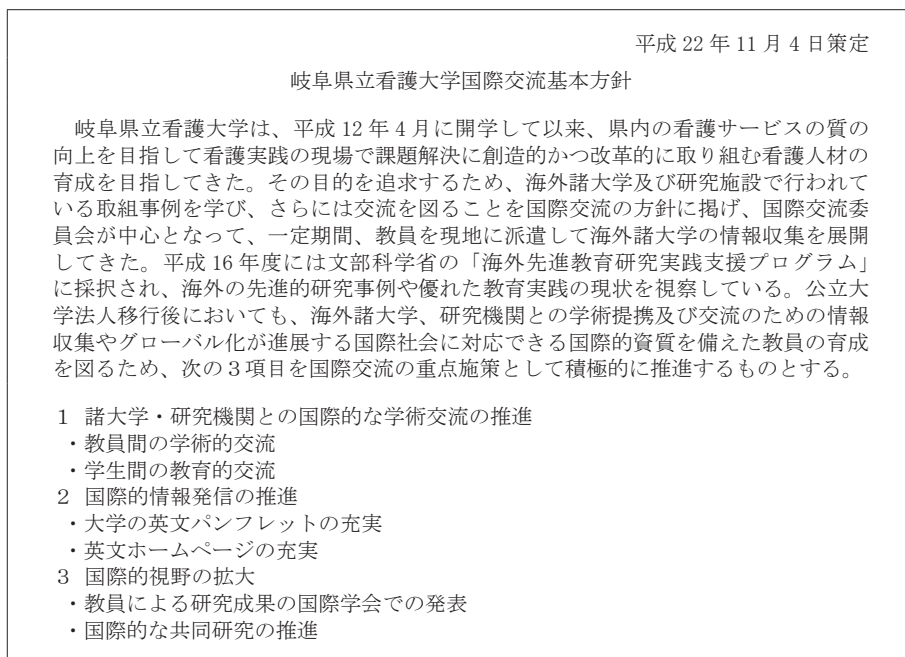 平成 22 年 11 月 4 日策定
岐阜県立看護大学国際交流基本方針
岐阜県立看護大学は、平成 12 年 4 月に開学して以来、県内の看護サービスの質の
向上を目指して看護実践の現場で課題解決に創造的かつ改革的に取り組む看護人材の
育成を目指してきた。その目的を追求するため、海外諸大学及び研究施設で行われて
いる取組事例を学び、さらには交流を図ることを国際交流の方針に掲げ、国際交流委
員会が中心となって、一定期間、教員を現地に派遣して海外諸大学の情報収集を展開
してきた。平成 16 年度には文部科学省の「海外先進教育研究実践支援プログラム」
に採択され、海外の先進的研究事例や優れた教育実践の現状を視察している。公立大
学法人移行後においても、海外諸大学、研究機関との学術提携及び交流のための情報
収集やグローバル化が進展する国際社会に対応できる国際的資質を備えた教員の育成
を図るため、次の３項目を国際交流の重点施策として積極的に推進するものとする。
１ 諸大学・研究機関との国際的な学術交流の推進
・教員間の学術的交流
・学生間の教育的交流
２ 国際的情報発信の推進
・大学の英文パンフレットの充実
・英文ホームページの充実
３ 国際的視野の拡大
・教員による研究成果の国際学会での発表
・国際的な共同研究の推進